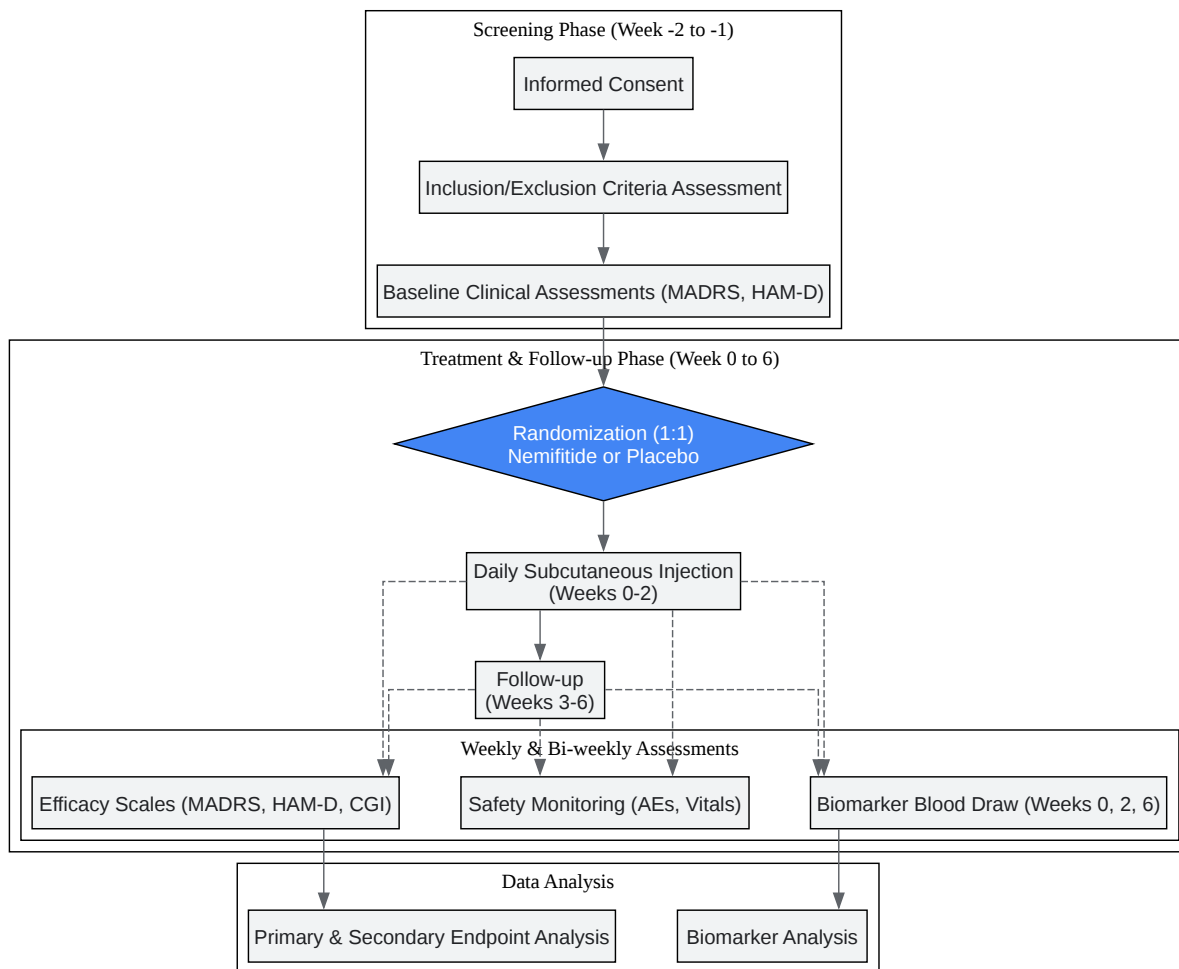 Screening Phase (Week -2 to -1)
Informed Consent
Inclusion/Exclusion Criteria Assessment
Baseline Clinical Assessments (MADRS, HAM-D)
Treatment & Follow-up Phase (Week 0 to 6)
Randomization (1:1)
Nemifitide or Placebo
Daily Subcutaneous Injection
(Weeks 0-2)
Follow-up
(Weeks 3-6)
Weekly & Bi-weekly Assessments
Efficacy Scales (MADRS, HAM-D, CGI)
Safety Monitoring (AEs, Vitals)
Biomarker Blood Draw (Weeks 0, 2, 6)
Data Analysis
Primary & Secondary Endpoint Analysis
Biomarker Analysis